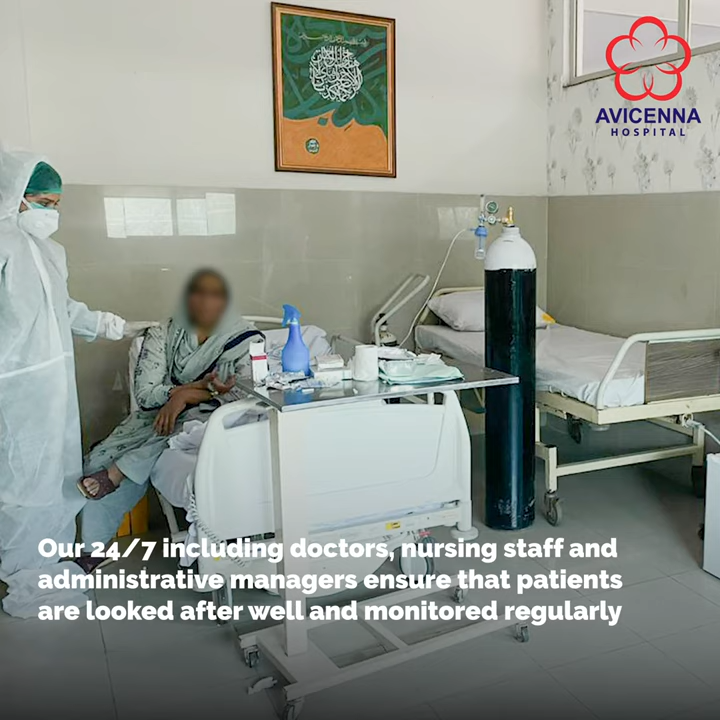 AVICENNA
HOSPITAL
Our 24/7 including doctors, nursing staff and
administrative managers ensure that patients
are looked after well and monitored regularly